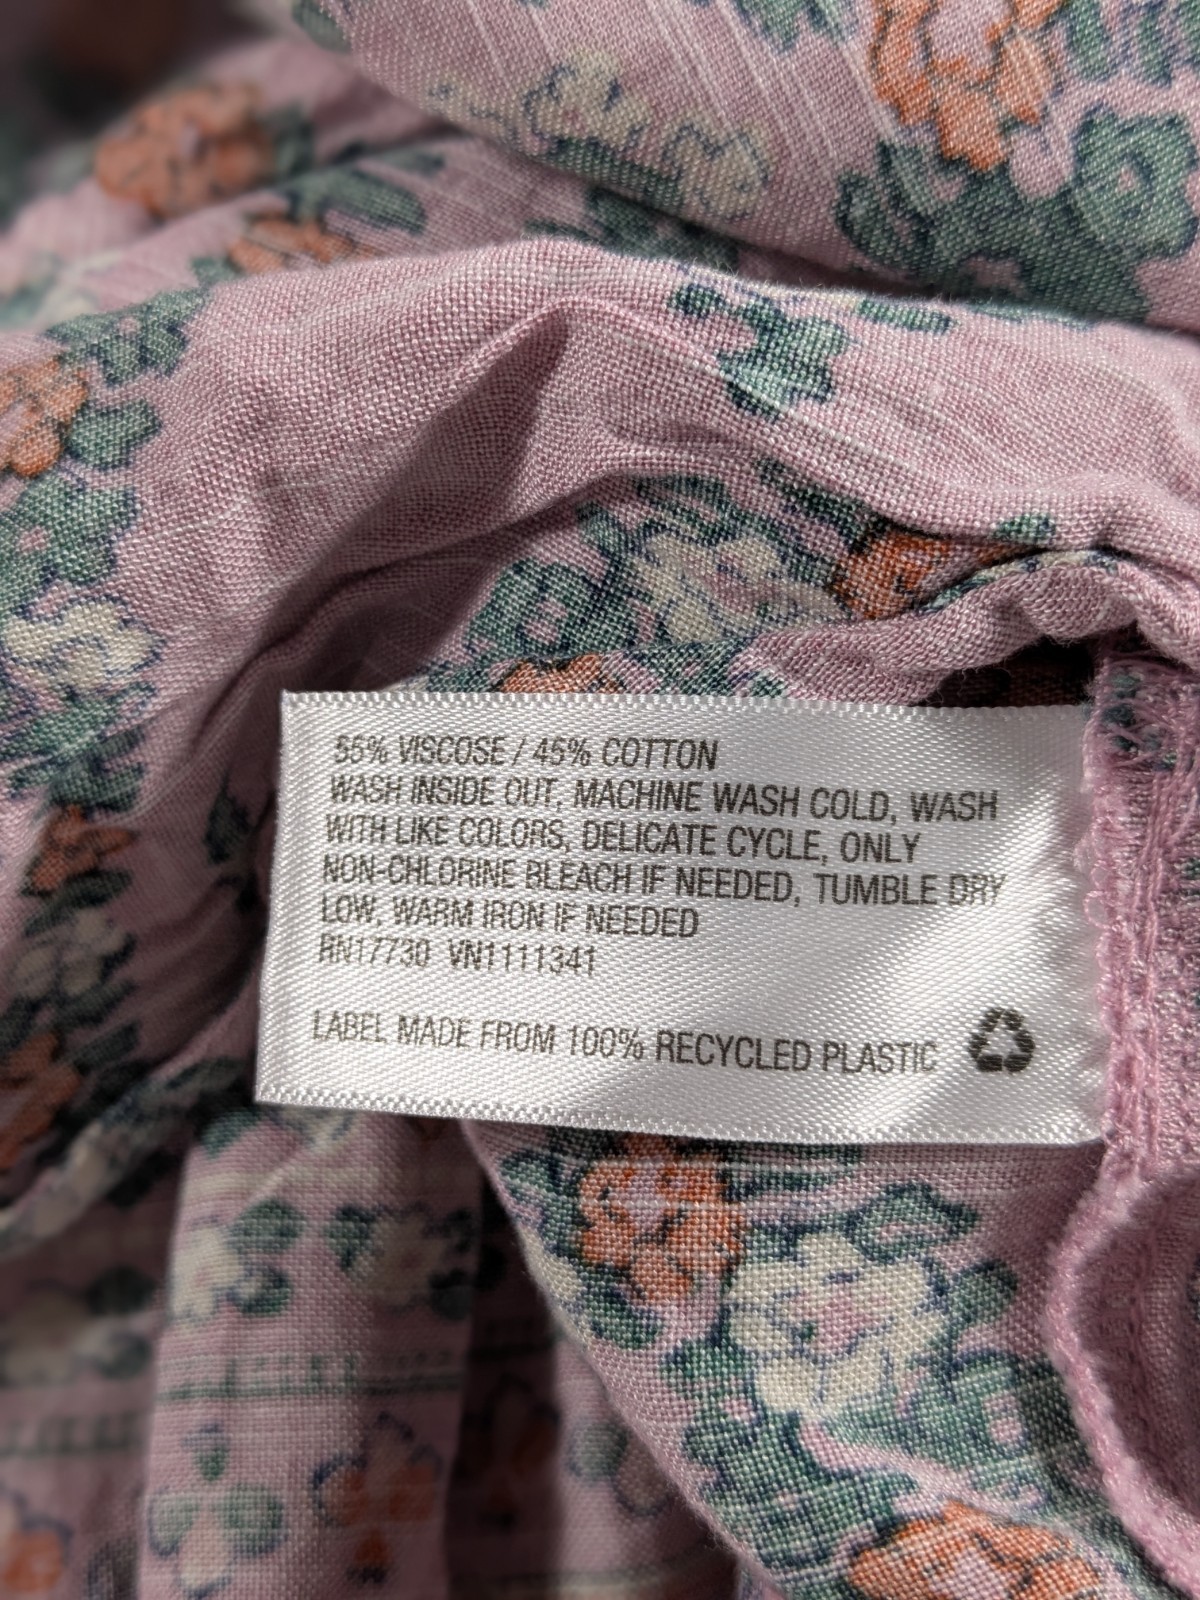 55% VISCOSE / 45% COTTON
WASH INSIDE OUT, MACHINE WASH COLD, WASH
WITH LIKE COLORS, DELICATE CYCLE, ONLY
NON-CHLORINE BLEACH IF NEEDED, TUMBLE DRY
LOW, WARM IRON IF NEEDED
RN17730 VN1111341
LABEL MADE FROM 100% RECYCLED PLASTIC